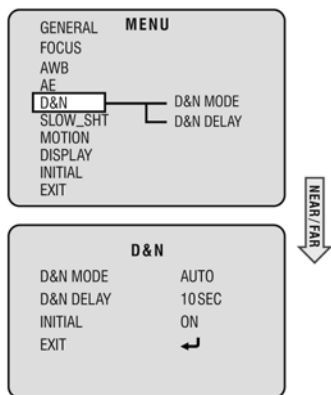 MENU
GENERAL
FOCUS
AWB
AE
D&N
D&N MODE
SLOW_SHT
D&N DELAY
MOTION
DISPLAY
INITIAL
EXIT
NEAR/FAR
D&N
D&N MODE AUTO
D&N DELAY 10SEC
INITIAL ON
EXIT ↵